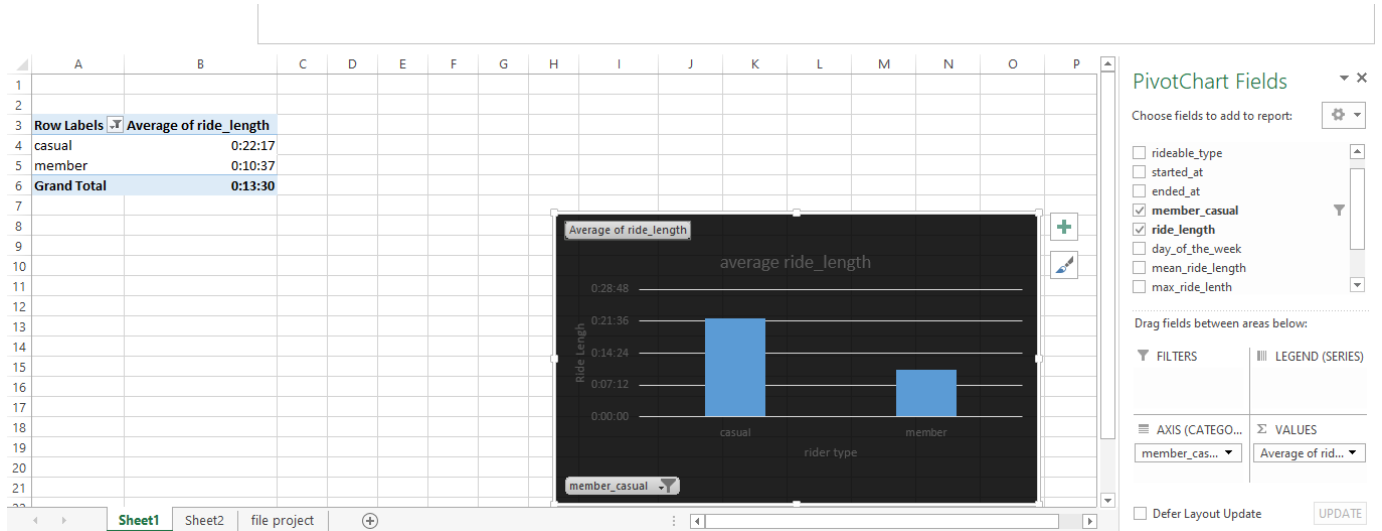 A B C D E F G H I J K L M N O P
1
2
3 Row Labels Average of ride_length
4 casual 0:22:17
5 member 0:10:37
6 Grand Total 0:13:30
7
8
9
10
11
12
13
14
15
16
17
18
19
20
21
Average of ride_length
average ride_length
0:28:48
0:21:36
0:14:24
0:07:12
0:00:00
Ride Lengh
casual member
rider type
member_casual
PivotChart Fields
Choose fields to add to report:
rideable_type
started_at
ended_at
member_casual
ride_length
day_of_the_week
mean_ride_length
max_ride_lenth
Drag fields between areas below:
FILTERS
LEGEND (SERIES)
AXIS (CATEGO...
Σ VALUES
member_cas...
Average of rid...
Defer Layout Update
UPDATE
Sheet1 Sheet2 file project